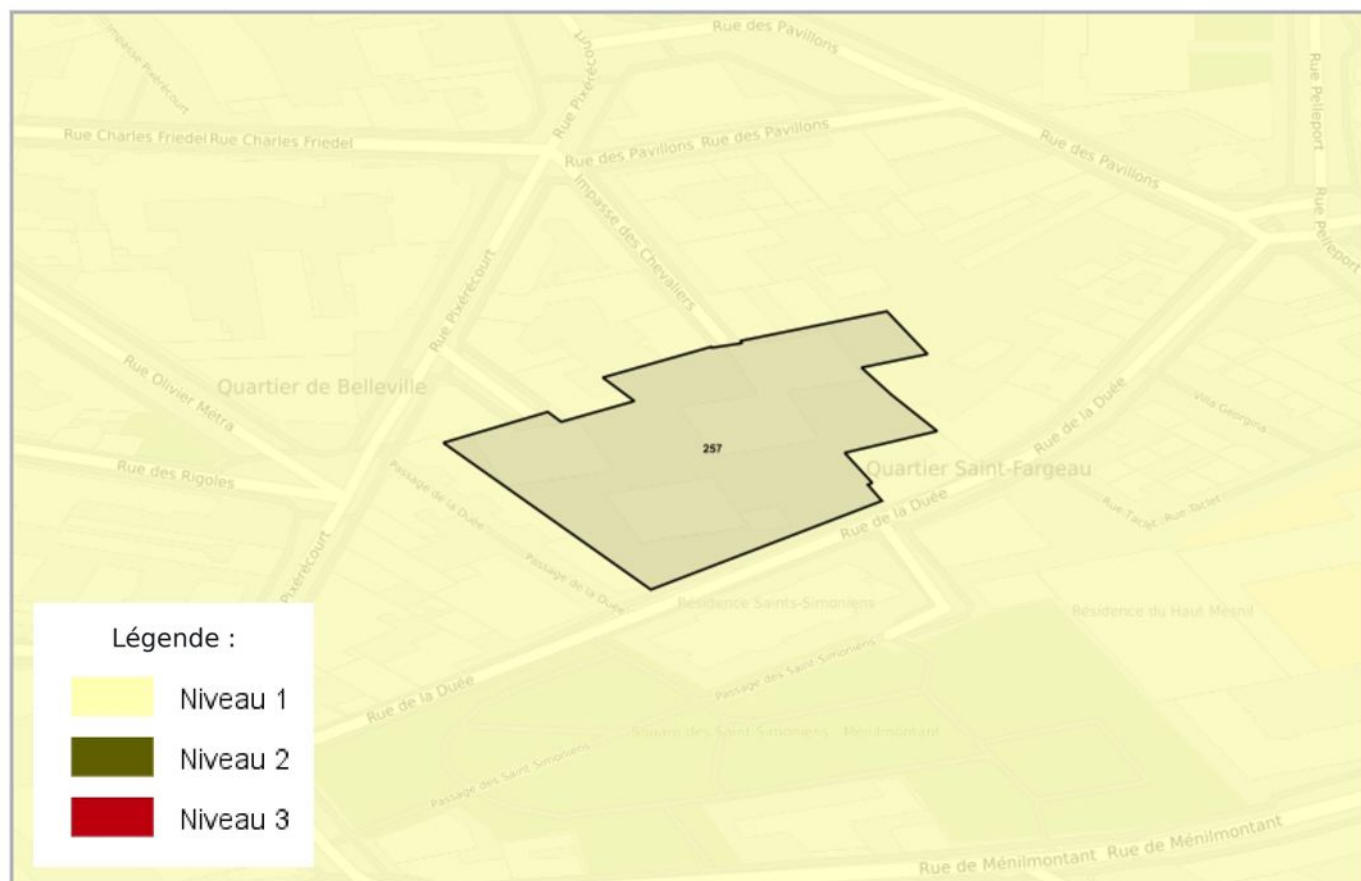 Rue des Pavillons
Impasse Pixérécourt
Rue Pixérécourt
Rue Pelleport
Rue Charles Friedel Rue Charles Friedel
Rue des Pavillons Rue des Pavillons
Rue des Pavillons
Impasse des Chevaliers
Rue Pelleport
Rue Pixérécourt
Rue Olivier Métra
Quartier de Belleville
Rue de la Duée
Villa Georgina
257
Quartier Saint-Fargeau
Rue des Rigoles
Passage de la Duée
Rue Taclet Rue Taclet
Rue de la Duée
Pixérécourt
Passage de la Duée
Résidence Saints-Simoniens
Résidence du Haut Mesnil
Légende :
Niveau 1
Niveau 2
Niveau 3
Passage des Saint-Simoniens
Rue de la Duée
Square des Saint-Simoniens - Ménilmontant
Passage des Saint Simoniens
Rue de Ménilmontant Rue de Ménilmontant